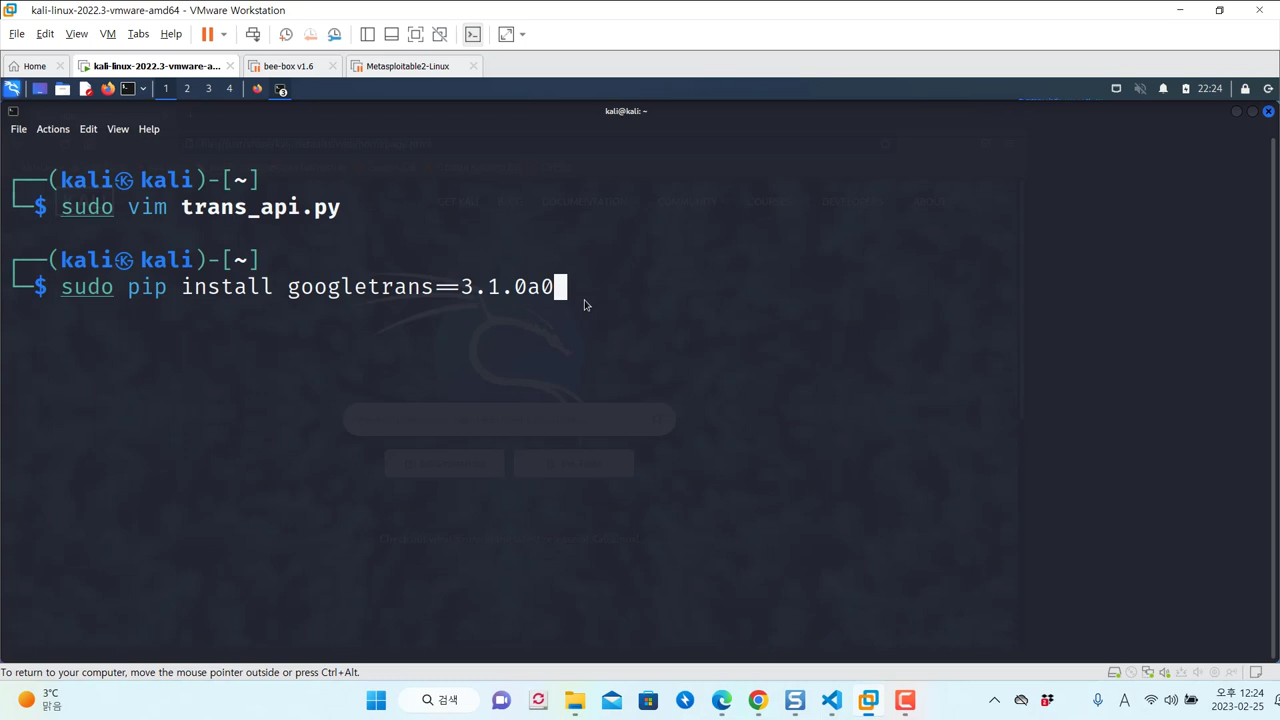 kali-linux-2022.3-vmware-amd64 - VMware Workstation
File Edit View VM Tabs Help
Home kali-linux-2022.3-vmware-a... bee-box v1.6 Metasploitable2-Linux
1 2 3 4 3 22:24
kali@kali: ~
File Actions Edit View Help
(kali㉿kali)-[~]
$ sudo vim trans_api.py
(kali㉿kali)-[~]
$ sudo pip install googletrans==3.1.0a0
To return to your computer, move the mouse pointer outside or press Ctrl+Alt.
3°C
맑음
검색
A
오후 12:24
2023-02-25